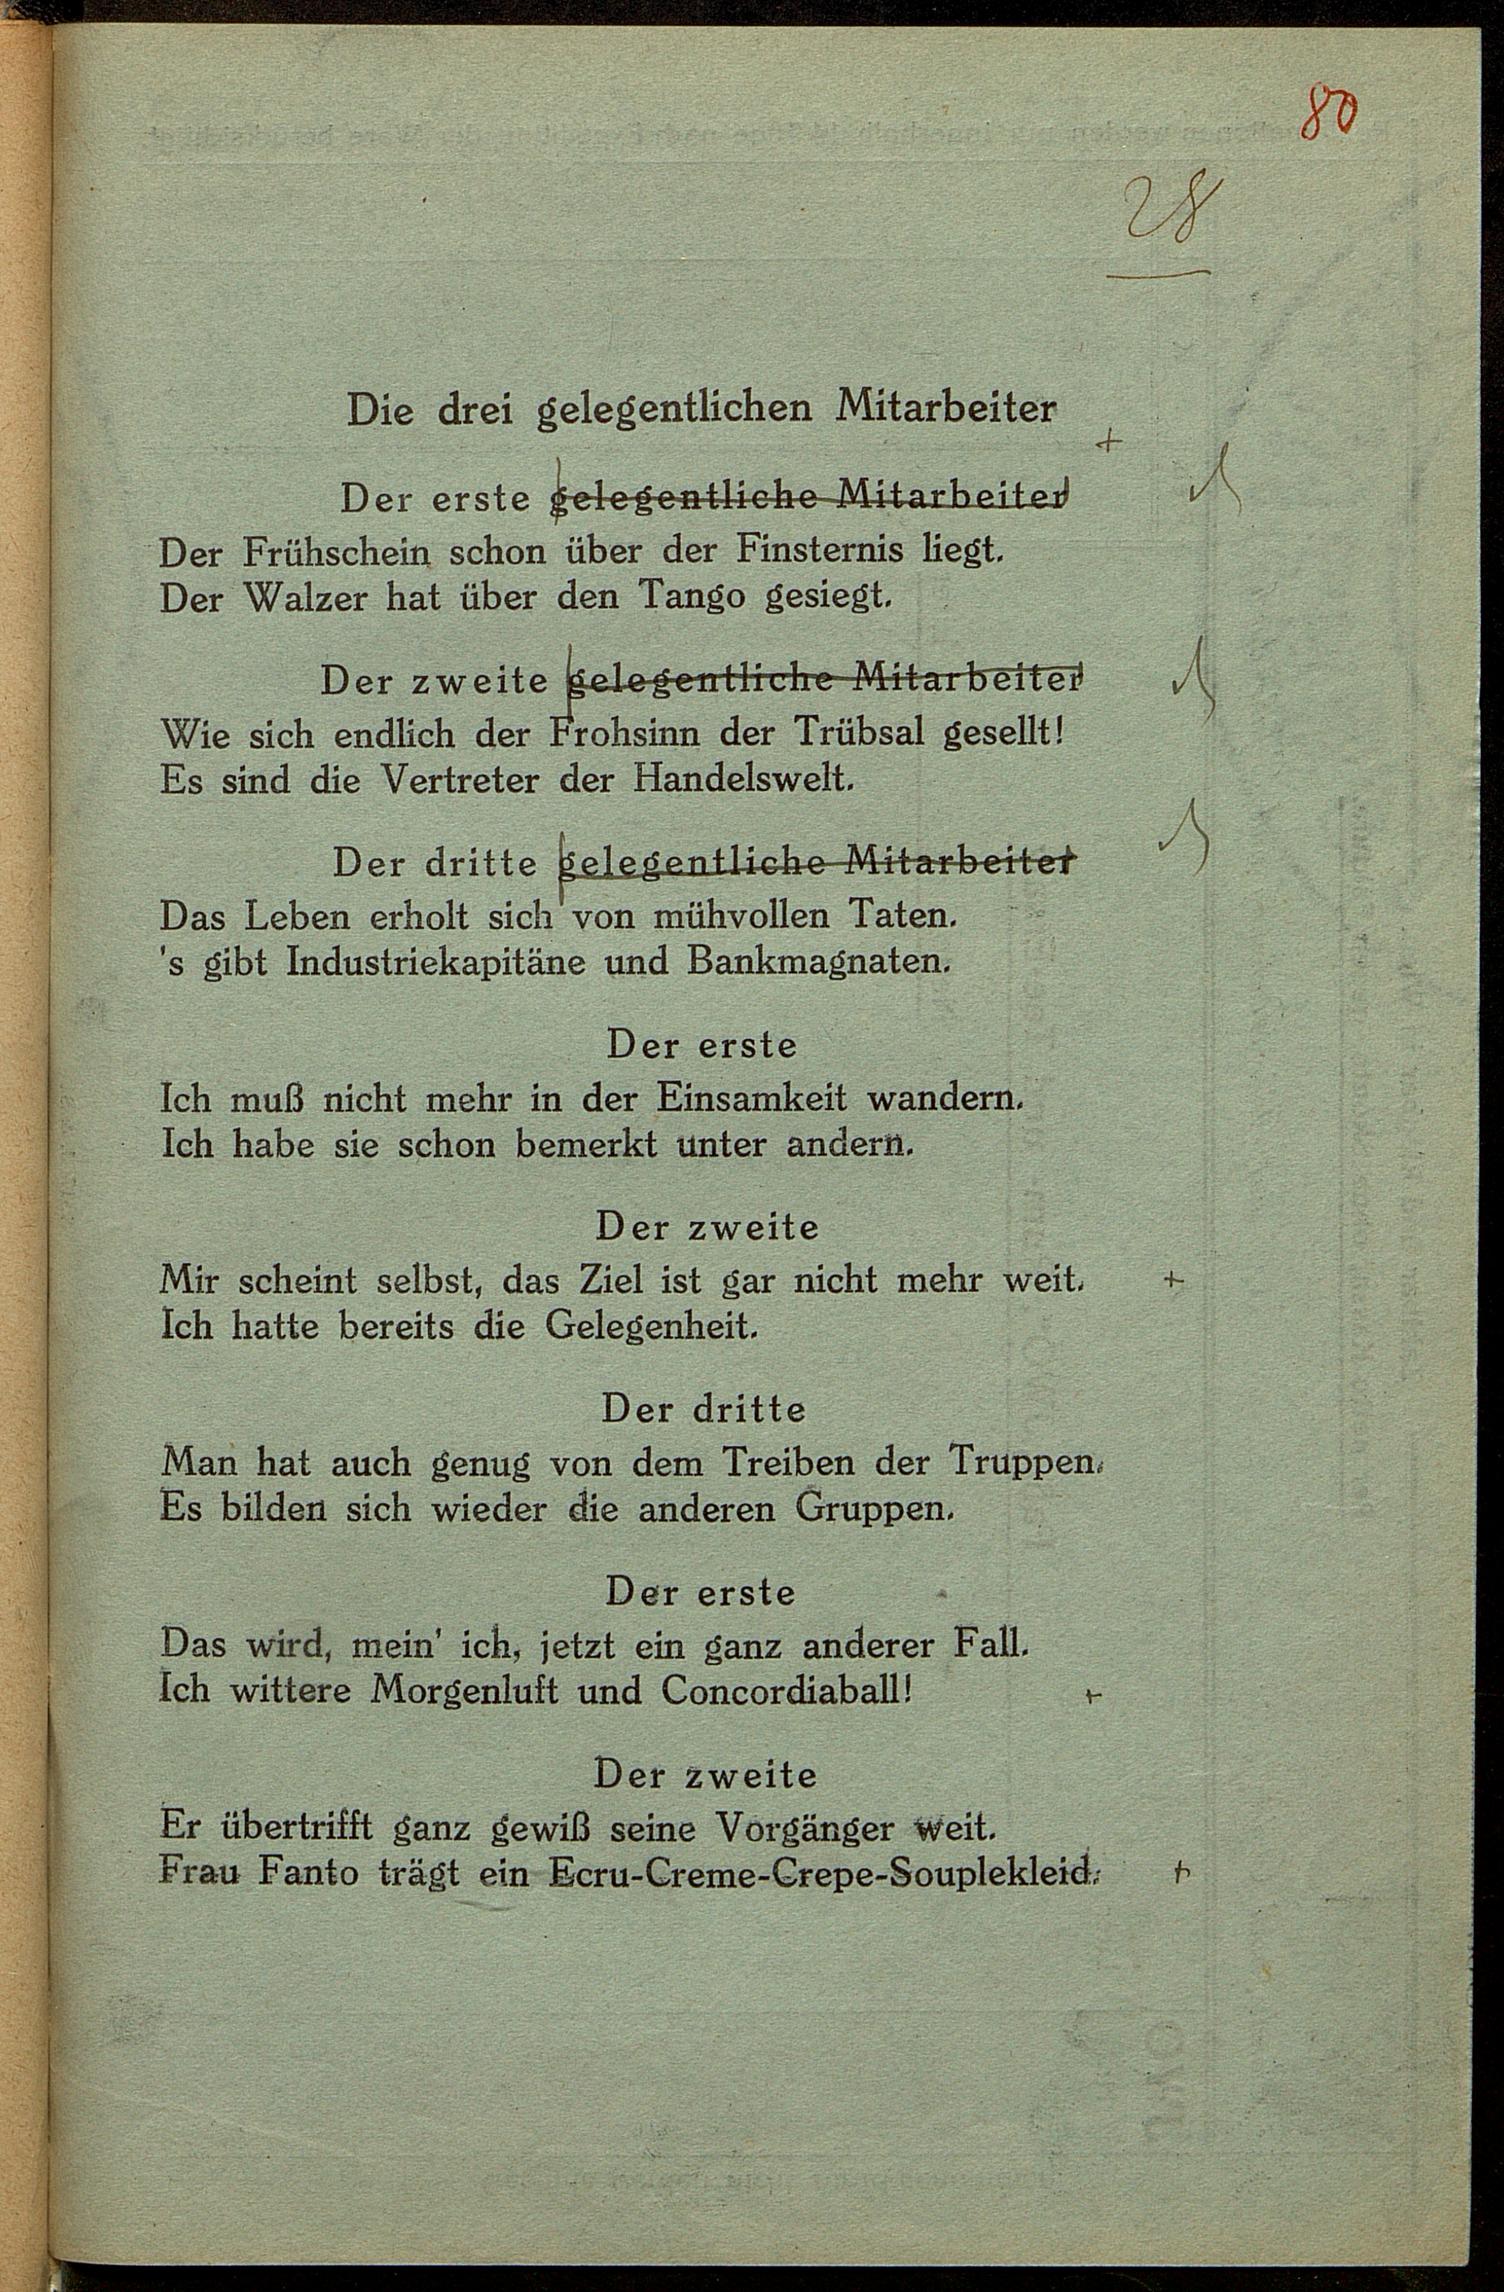 80
28
Die drei gelegentlichen Mitarbeiter
+
Der erste gelegentliche Mitarbeiter
Der Frühschein schon über der Finsternis liegt.
Der Walzer hat über den Tango gesiegt.
Der zweite gelegentliche Mitarbeiter
Wie sich endlich der Frohsinn der Trübsal gesellt!
Es sind die Vertreter der Handelswelt.
Der dritte gelegentliche Mitarbeiter
Das Leben erholt sich von mühvollen Taten.
's gibt Industriekapitäne und Bankmagnaten.
Der erste
Ich muß nicht mehr in der Einsamkeit wandern.
Ich habe sie schon bemerkt unter andern.
Der zweite
Mir scheint selbst, das Ziel ist gar nicht mehr weit. +
Ich hatte bereits die Gelegenheit.
Der dritte
Man hat auch genug von dem Treiben der Truppen.
Es bilden sich wieder die anderen Gruppen.
Der erste
Das wird, mein' ich, jetzt ein ganz anderer Fall.
Ich wittere Morgenluft und Concordiaball! +
Der zweite
Er übertrifft ganz gewiß seine Vorgänger weit.
Frau Fanto trägt ein Ecru-Creme-Crepe-Souplekleid. +